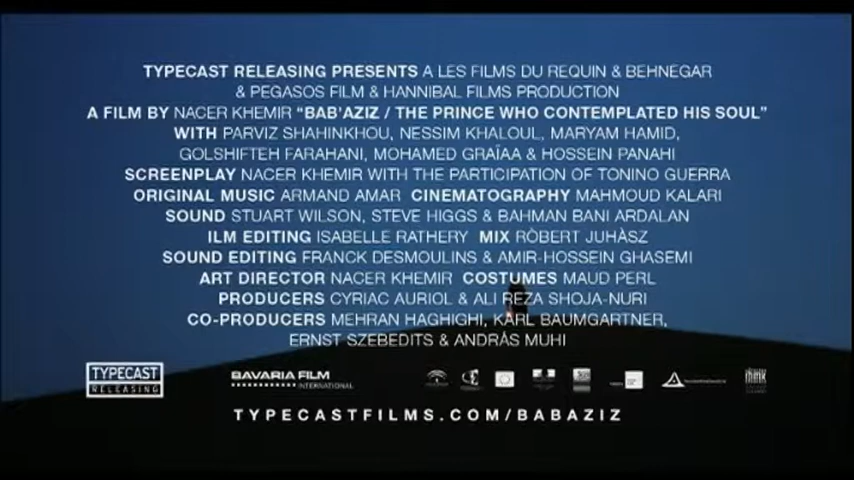 TYPECAST RELEASING PRESENTS A LES FILMS DU REQUIN & BEHNEGAR
& PEGASOS FILM & HANNIBAL FILMS PRODUCTION
A FILM BY NACER KHEMIR “BAB'AZIZ / THE PRINCE WHO CONTEMPLATED HIS SOUL”
WITH PARVIZ SHAHINKHOU, NESSIM KHALOUL, MARYAM HAMID,
GOLSHIFTEH FARAHANI, MOHAMED GRAÏAA & HOSSEIN PANAHI
SCREENPLAY NACER KHEMIR WITH THE PARTICIPATION OF TONINO GUERRA
ORIGINAL MUSIC ARMAND AMAR CINEMATOGRAPHY MAHMOUD KALARI
SOUND STUART WILSON, STEVE HIGGS & BAHMAN BANI ARDALAN
ILM EDITING ISABELLE RATHERY MIX RÒBERT JUHÀSZ
SOUND EDITING FRANCK DESMOULINS & AMIR-HOSSEIN GHASEMI
ART DIRECTOR NACER KHEMIR COSTUMES MAUD PERL
PRODUCERS CYRIAC AURIOL & ALI REZA SHOJA-NURI
CO-PRODUCERS MEHRAN HAGHIGHI, KARL BAUMGARTNER,
ERNST SZEBEDITS & ANDRÁS MUHI
TYPECAST
RELEASING
BAVARIA FILM
INTERNATIONAL
TYPECASTFILMS.COM/BABAZIZ